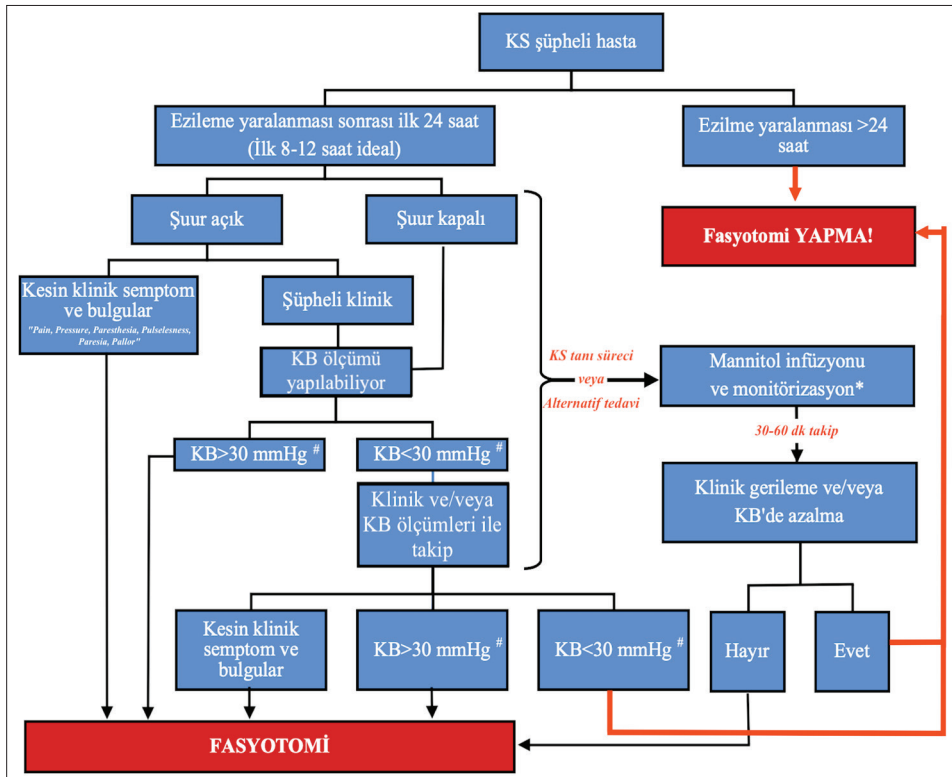 KS şüpheli hasta
Ezileme yaralanması sonrası ilk 24 saat
(İlk 8-12 saat ideal)
Ezilme yaralanması >24
saat
Şuur açık
Şuur kapalı
Fasyotomi YAPMA!
Kesin klinik semptom
ve bulgular
"Pain, Pressure, Paresthesia, Pulselesness,
Paresia, Pallor"
Şüpheli klinik
KB ölçümü
yapılabiliyor
KS tanı süreci
veya
Alternatif tedavi
Mannitol infüzyonu
ve monitörizasyon*
30-60 dk takip
KB>30 mmHg #
KB<30 mmHg #
Klinik ve/veya
KB ölçümleri ile
takip
Klinik gerileme ve/veya
KB'de azalma
Kesin klinik
semptom ve
bulgular
KB>30 mmHg #
KB<30 mmHg #
Hayır
Evet
FASYOTOMİ